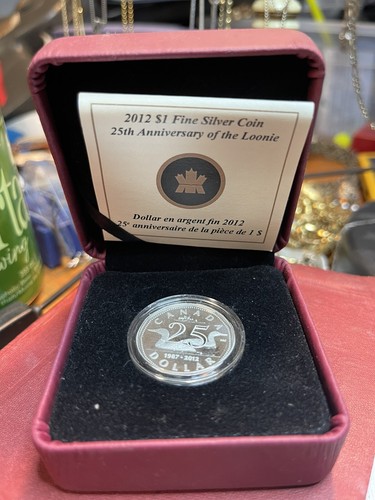 2012 $1 Fine Silver Coin
25th Anniversary of the Loonie
Dollar en argent fin 2012
25e anniversaire de la pièce de 1 $
CANADA
25
1987 • 2012
DOLLAR